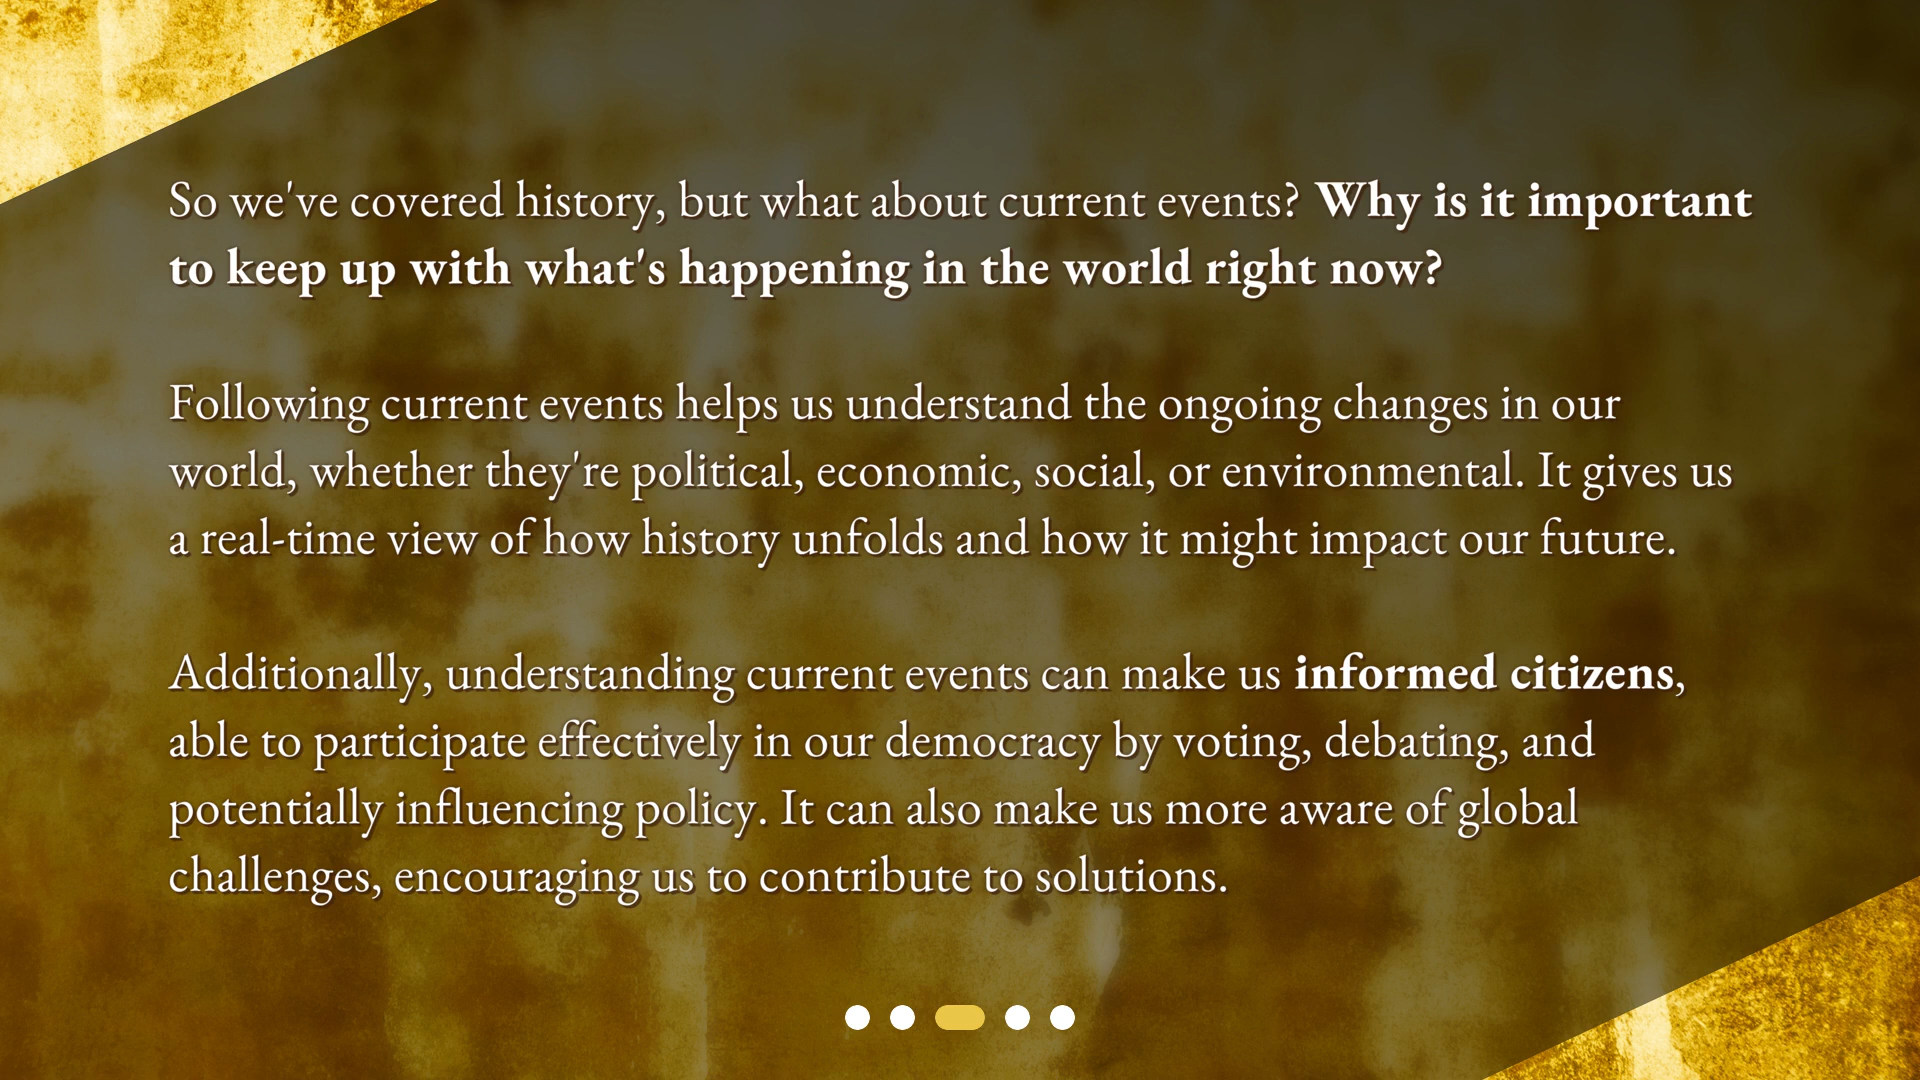 So we've covered history, but what about current events? Why is it important
to keep up with what's happening in the world right now?
Following current events helps us understand the ongoing changes in our
world, whether they're political, economic, social, or environmental. It gives us
a real-time view of how history unfolds and how it might impact our future.
Additionally, understanding current events can make us informed citizens,
able to participate effectively in our democracy by voting, debating, and
potentially influencing policy. It can also make us more aware of global
challenges, encouraging us to contribute to solutions.